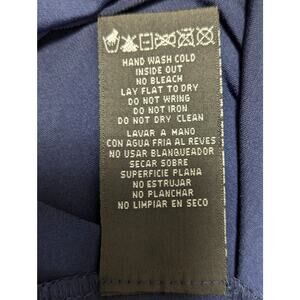 HAND WASH COLD
INSIDE OUT
NO BLEACH
LAY FLAT TO DRY
DO NOT WRING
DO NOT IRON
DO NOT DRY CLEAN
LAVAR A MANO
CON AGUA FRIA AL REVES
NO USAR BLANQUEADOR
SECAR SOBRE
SUPERFICIE PLANA
NO ESTRUJAR
NO PLANCHAR
NO LIMPIAR EN SECO